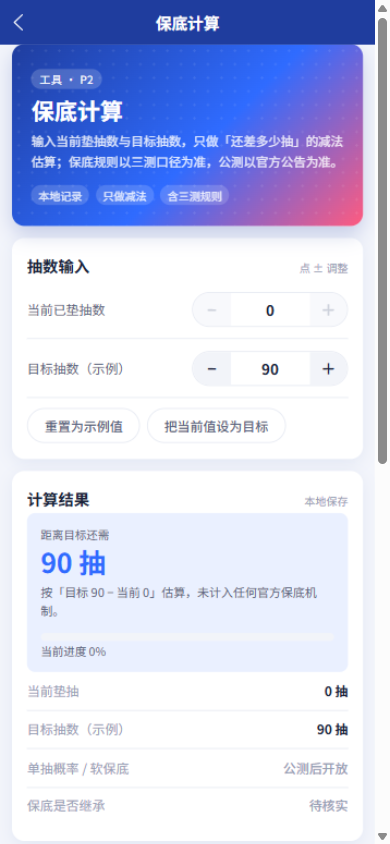 保底计算
工具 · P2
保底计算
输入当前垫抽数与目标抽数，只做「还差多少抽」的减法
估算；保底规则以三测口径为准，公测以官方公告为准。
本地记录 只做减法 含三测规则
抽数输入 点 ± 调整
当前已垫抽数 − 0 +
目标抽数（示例） − 90 +
重置为示例值 把当前值设为目标
计算结果 本地保存
距离目标还需
90 抽
按「目标 90 − 当前 0」估算，未计入任何官方保底机
制。
当前进度 0%
当前垫抽 0 抽
目标抽数（示例） 90 抽
单抽概率 / 软保底 公测后开放
保底是否继承 待核实